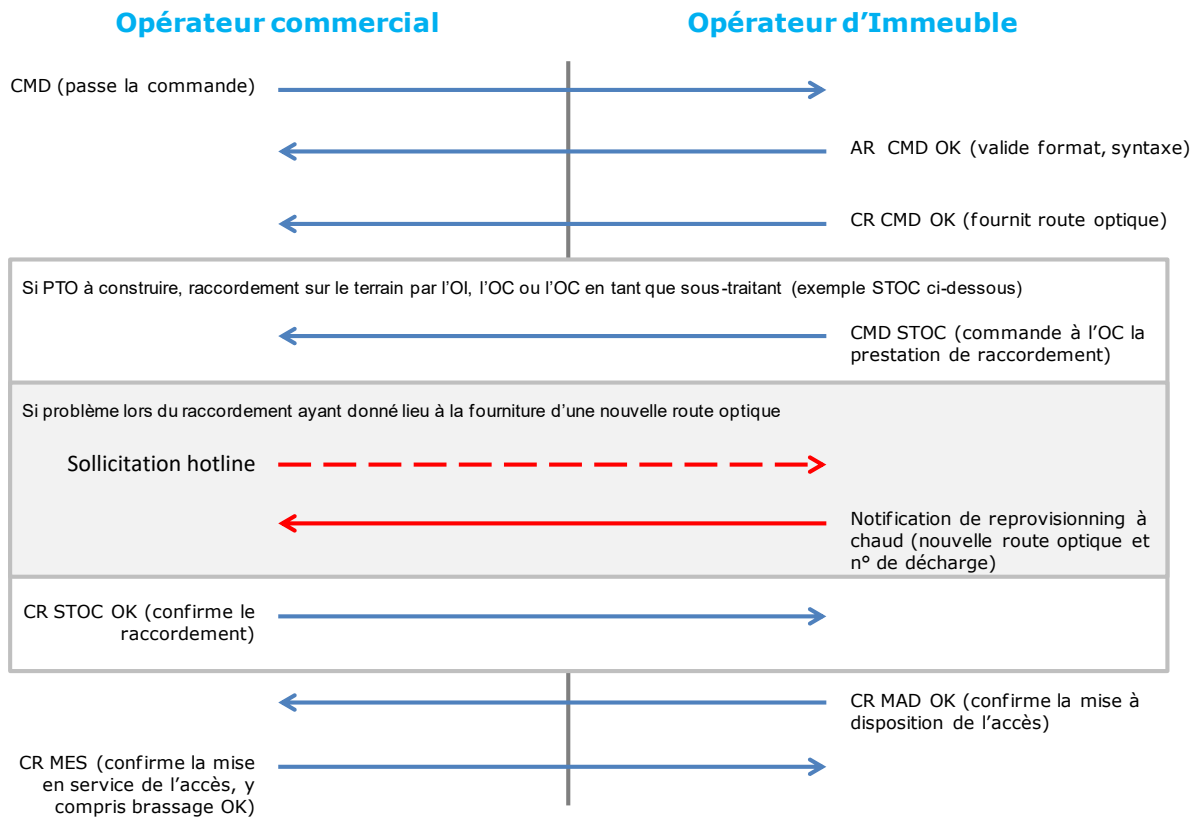 Opérateur commercial
Opérateur d’Immeuble
CMD (passe la commande)
AR CMD OK (valide format, syntaxe)
CR CMD OK (fournit route optique)
Si PTO à construire, raccordement sur le terrain par l’OI, l’OC ou l’OC en tant que sous-traitant (exemple STOC ci-dessous)
CMD STOC (commande à l’OC la
prestation de raccordement)
Si problème lors du raccordement ayant donné lieu à la fourniture d’une nouvelle route optique
Sollicitation hotline
Notification de reprovisionning à
chaud (nouvelle route optique et
n° de décharge)
CR STOC OK (confirme le
raccordement)
CR MAD OK (confirme la mise à
disposition de l’accès)
CR MES (confirme la mise
en service de l’accès, y
compris brassage OK)